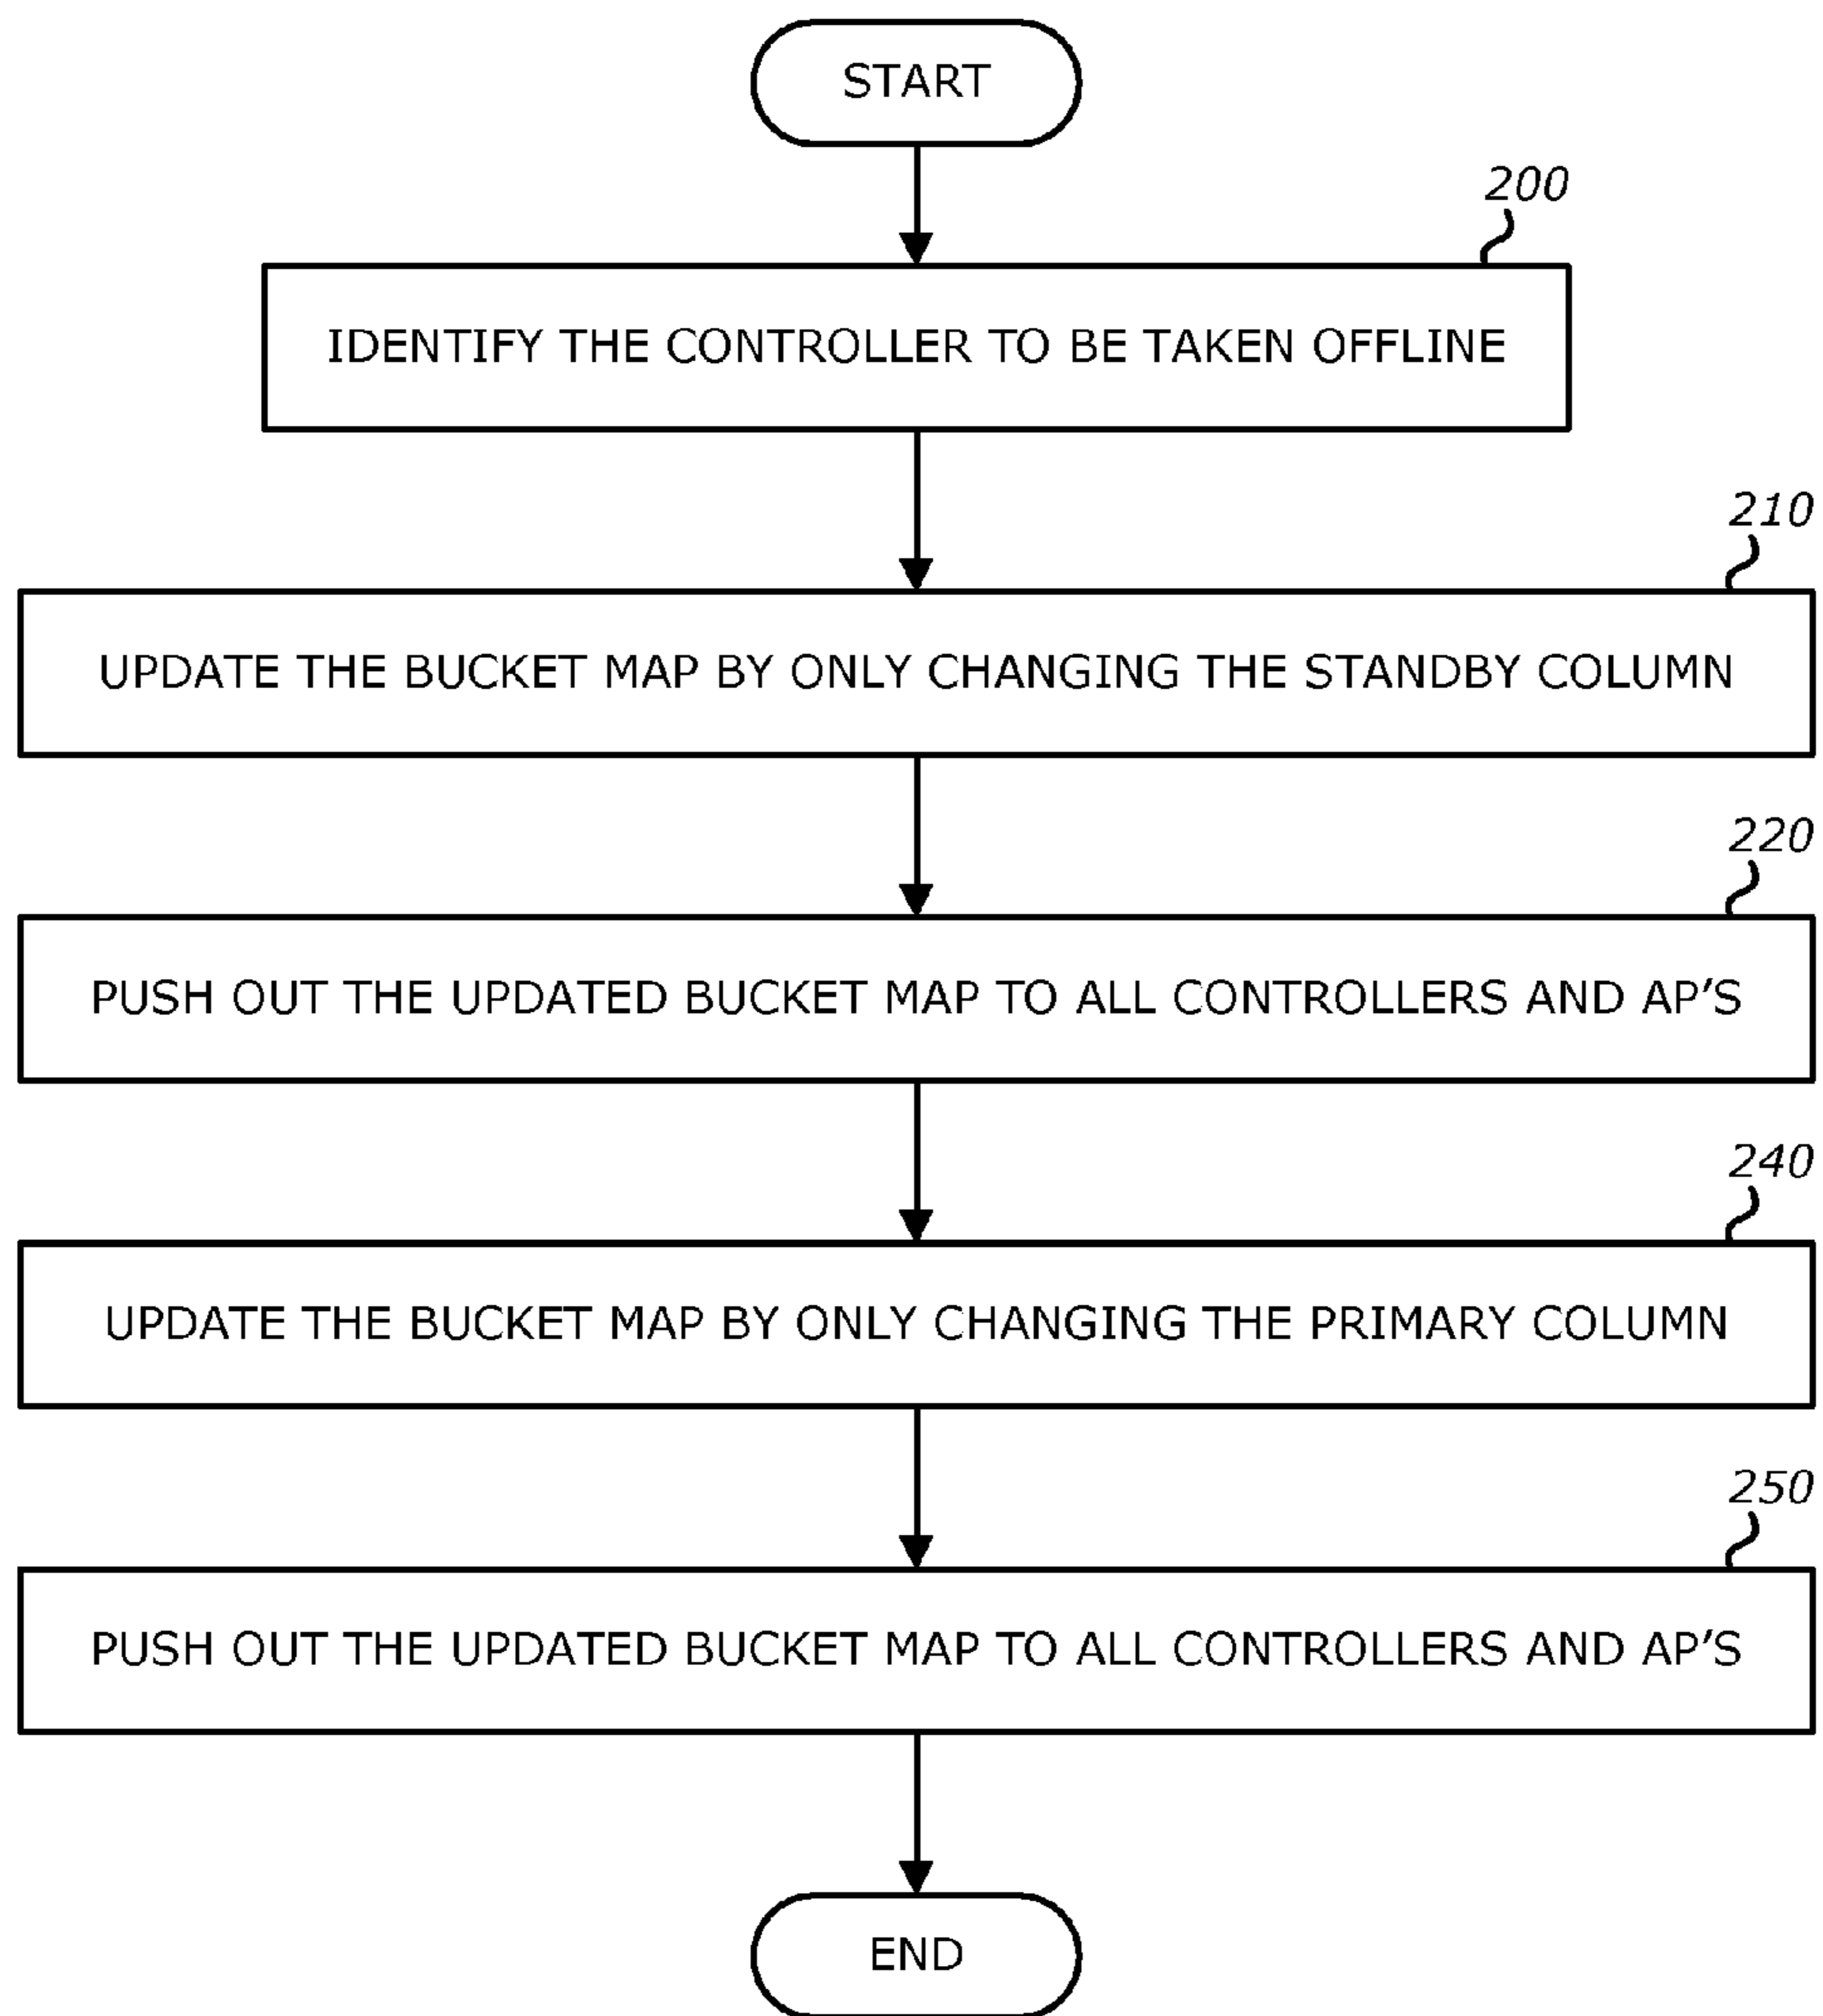 START
200
IDENTIFY THE CONTROLLER TO BE TAKEN OFFLINE
210
UPDATE THE BUCKET MAP BY ONLY CHANGING THE STANDBY COLUMN
220
PUSH OUT THE UPDATED BUCKET MAP TO ALL CONTROLLERS AND AP'S
240
UPDATE THE BUCKET MAP BY ONLY CHANGING THE PRIMARY COLUMN
250
PUSH OUT THE UPDATED BUCKET MAP TO ALL CONTROLLERS AND AP'S
END